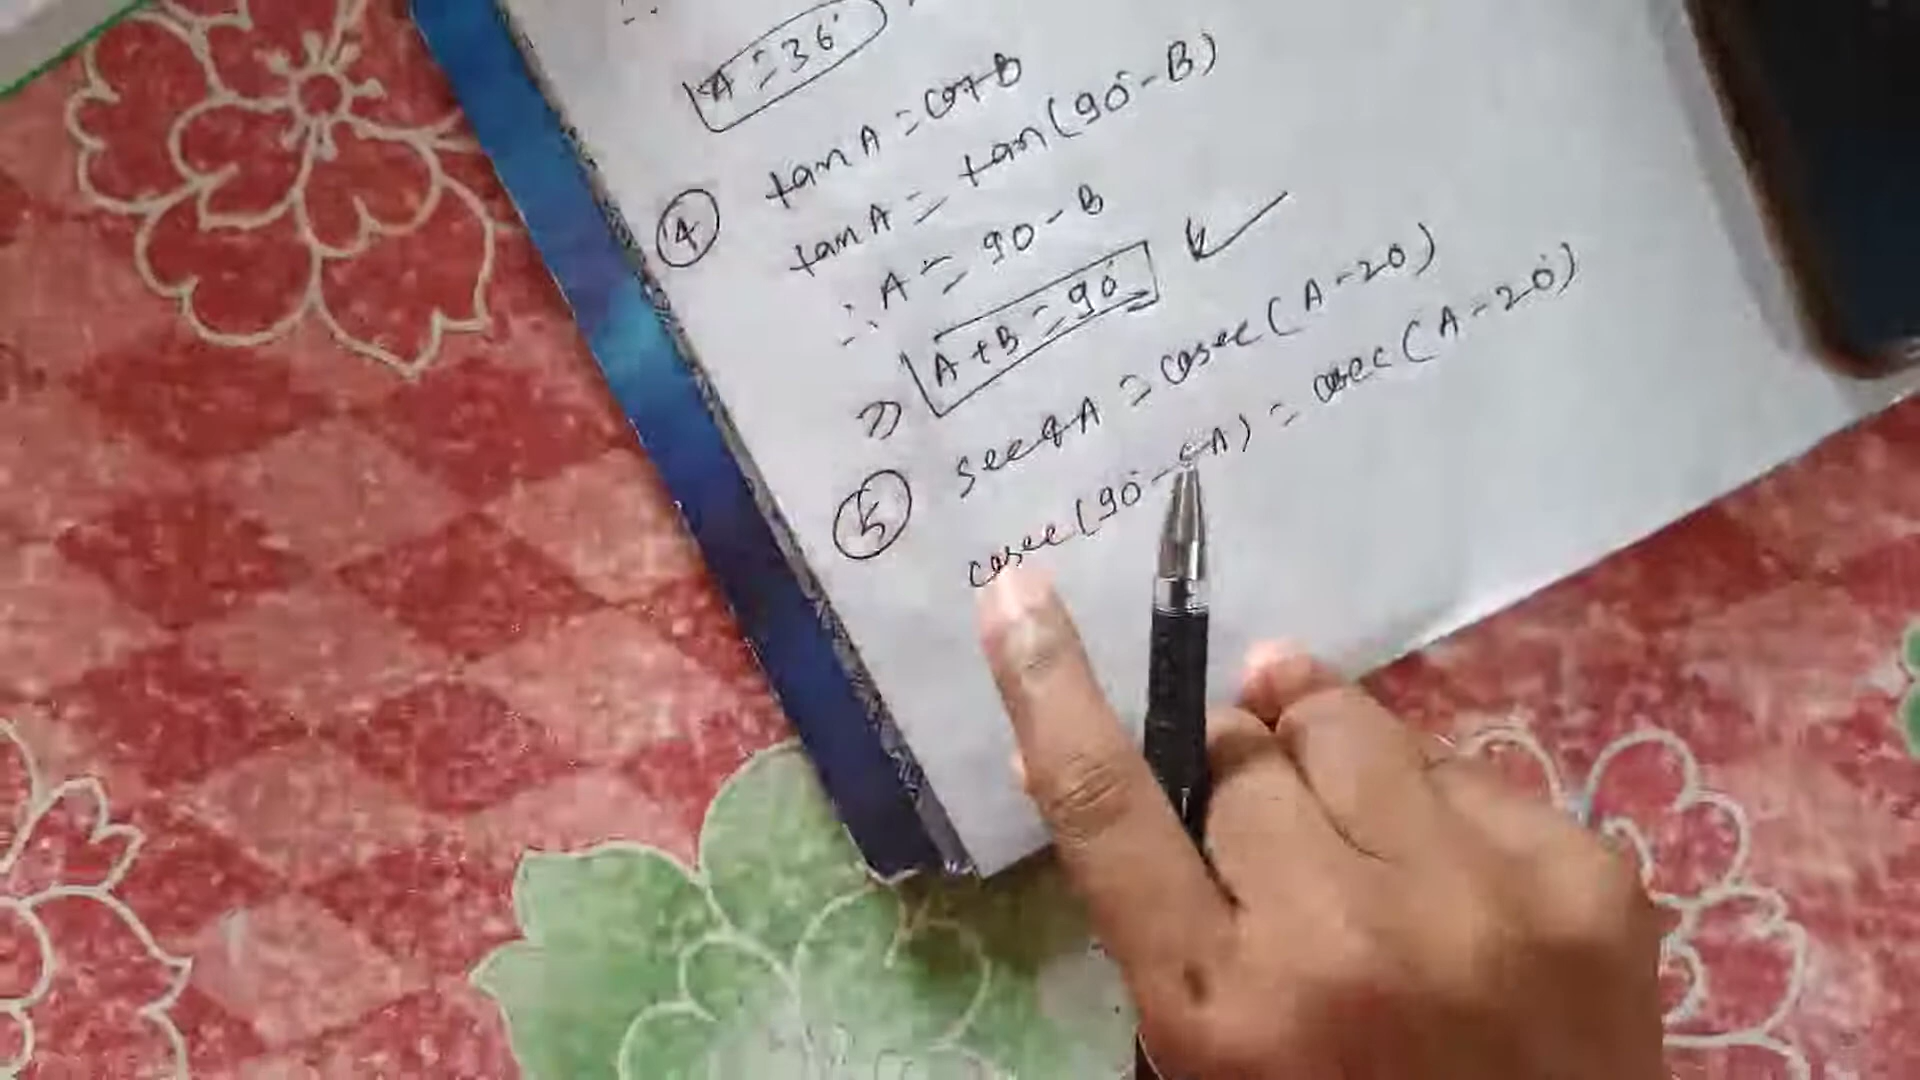 A = 36°
④ tan A = cot B
tan A = tan (90° - B)
∴ A = 90 - B
⇒ A + B = 90°
⑤ sec 4A = cosec (A - 20)
cosec (90° - 4A) = cosec (A - 20°)